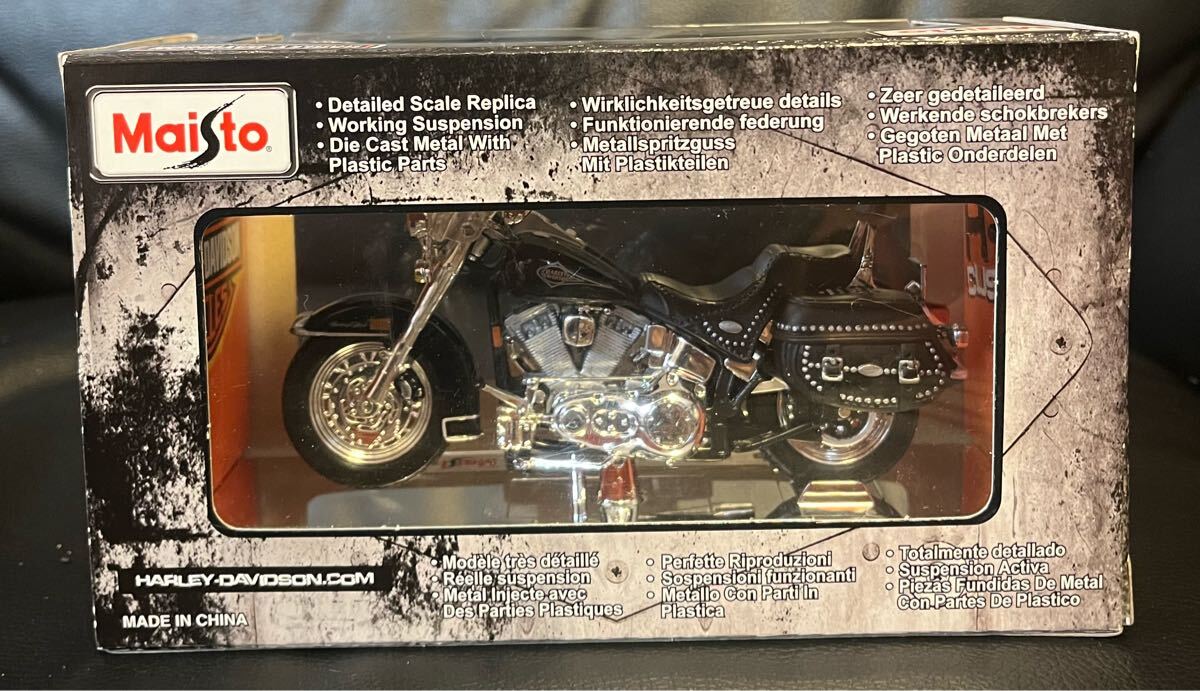 Maisto
• Detailed Scale Replica
• Working Suspension
• Die Cast Metal With
Plastic Parts
• Wirklichkeitsgetreue details
• Funktionierende federung
• Metallspritzguss
Mit Plastikteilen
• Zeer gedetaileerd
• Werkende schokbrekers
• Gegoten Metaal Met
Plastic Onderdelen
DAVIDSON
HARLEY-DAVIDSON.COM
MADE IN CHINA
• Modèle très détaillé
• Réelle suspension
• Metal Injecte avec
Des Parties Plastiques
• Perfette Riproduzioni
• Sospensioni funzionanti
• Metallo Con Parti In
Plastica
• Totalmente detallado
• Suspension Activa
• Piezas Fundidas De Metal
Con Partes De Plastico